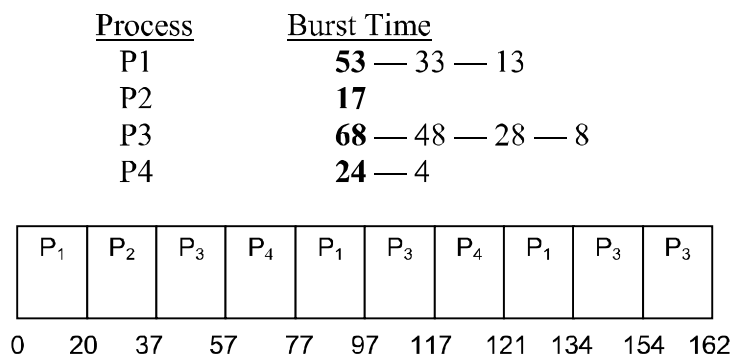 Process Burst Time
P1 53 — 33 — 13
P2 17
P3 68 — 48 — 28 — 8
P4 24 — 4
P₁ P₂ P₃ P₄ P₁ P₃ P₄ P₁ P₃ P₃
0 20 37 57 77 97 117 121 134 154 162